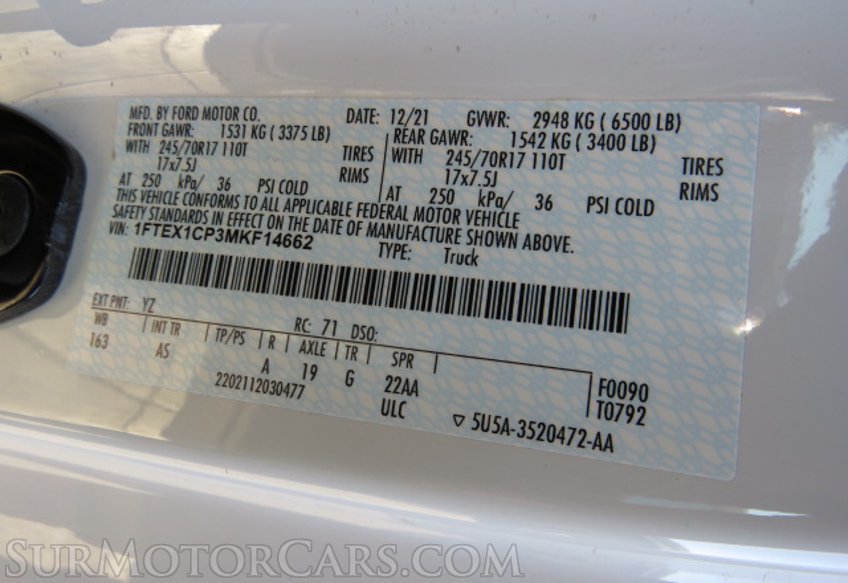 MFD. BY FORD MOTOR CO. DATE: 12/21 GVWR: 2948 KG ( 6500 LB)
FRONT GAWR: 1531 KG ( 3375 LB) REAR GAWR: 1542 KG ( 3400 LB)
WITH 245/70R17 110T TIRES WITH 245/70R17 110T TIRES
17x7.5J RIMS 17x7.5J RIMS
AT 250 kPa/ 36 PSI COLD AT 250 kPa/ 36 PSI COLD
THIS VEHICLE CONFORMS TO ALL APPLICABLE FEDERAL MOTOR VEHICLE
SAFETY STANDARDS IN EFFECT ON THE DATE OF MANUFACTURE SHOWN ABOVE.
VIN: 1FTEX1CP3MKF14662 TYPE: Truck
EXT PNT: YZ RC: 71 DSO:
WB INT TR TP/PS R AXLE TR SPR
163 AS A 19 G 22AA F0090
2202112030477 ULC T0792
5U5A-3520472-AA
SURMOTORCARS.COM